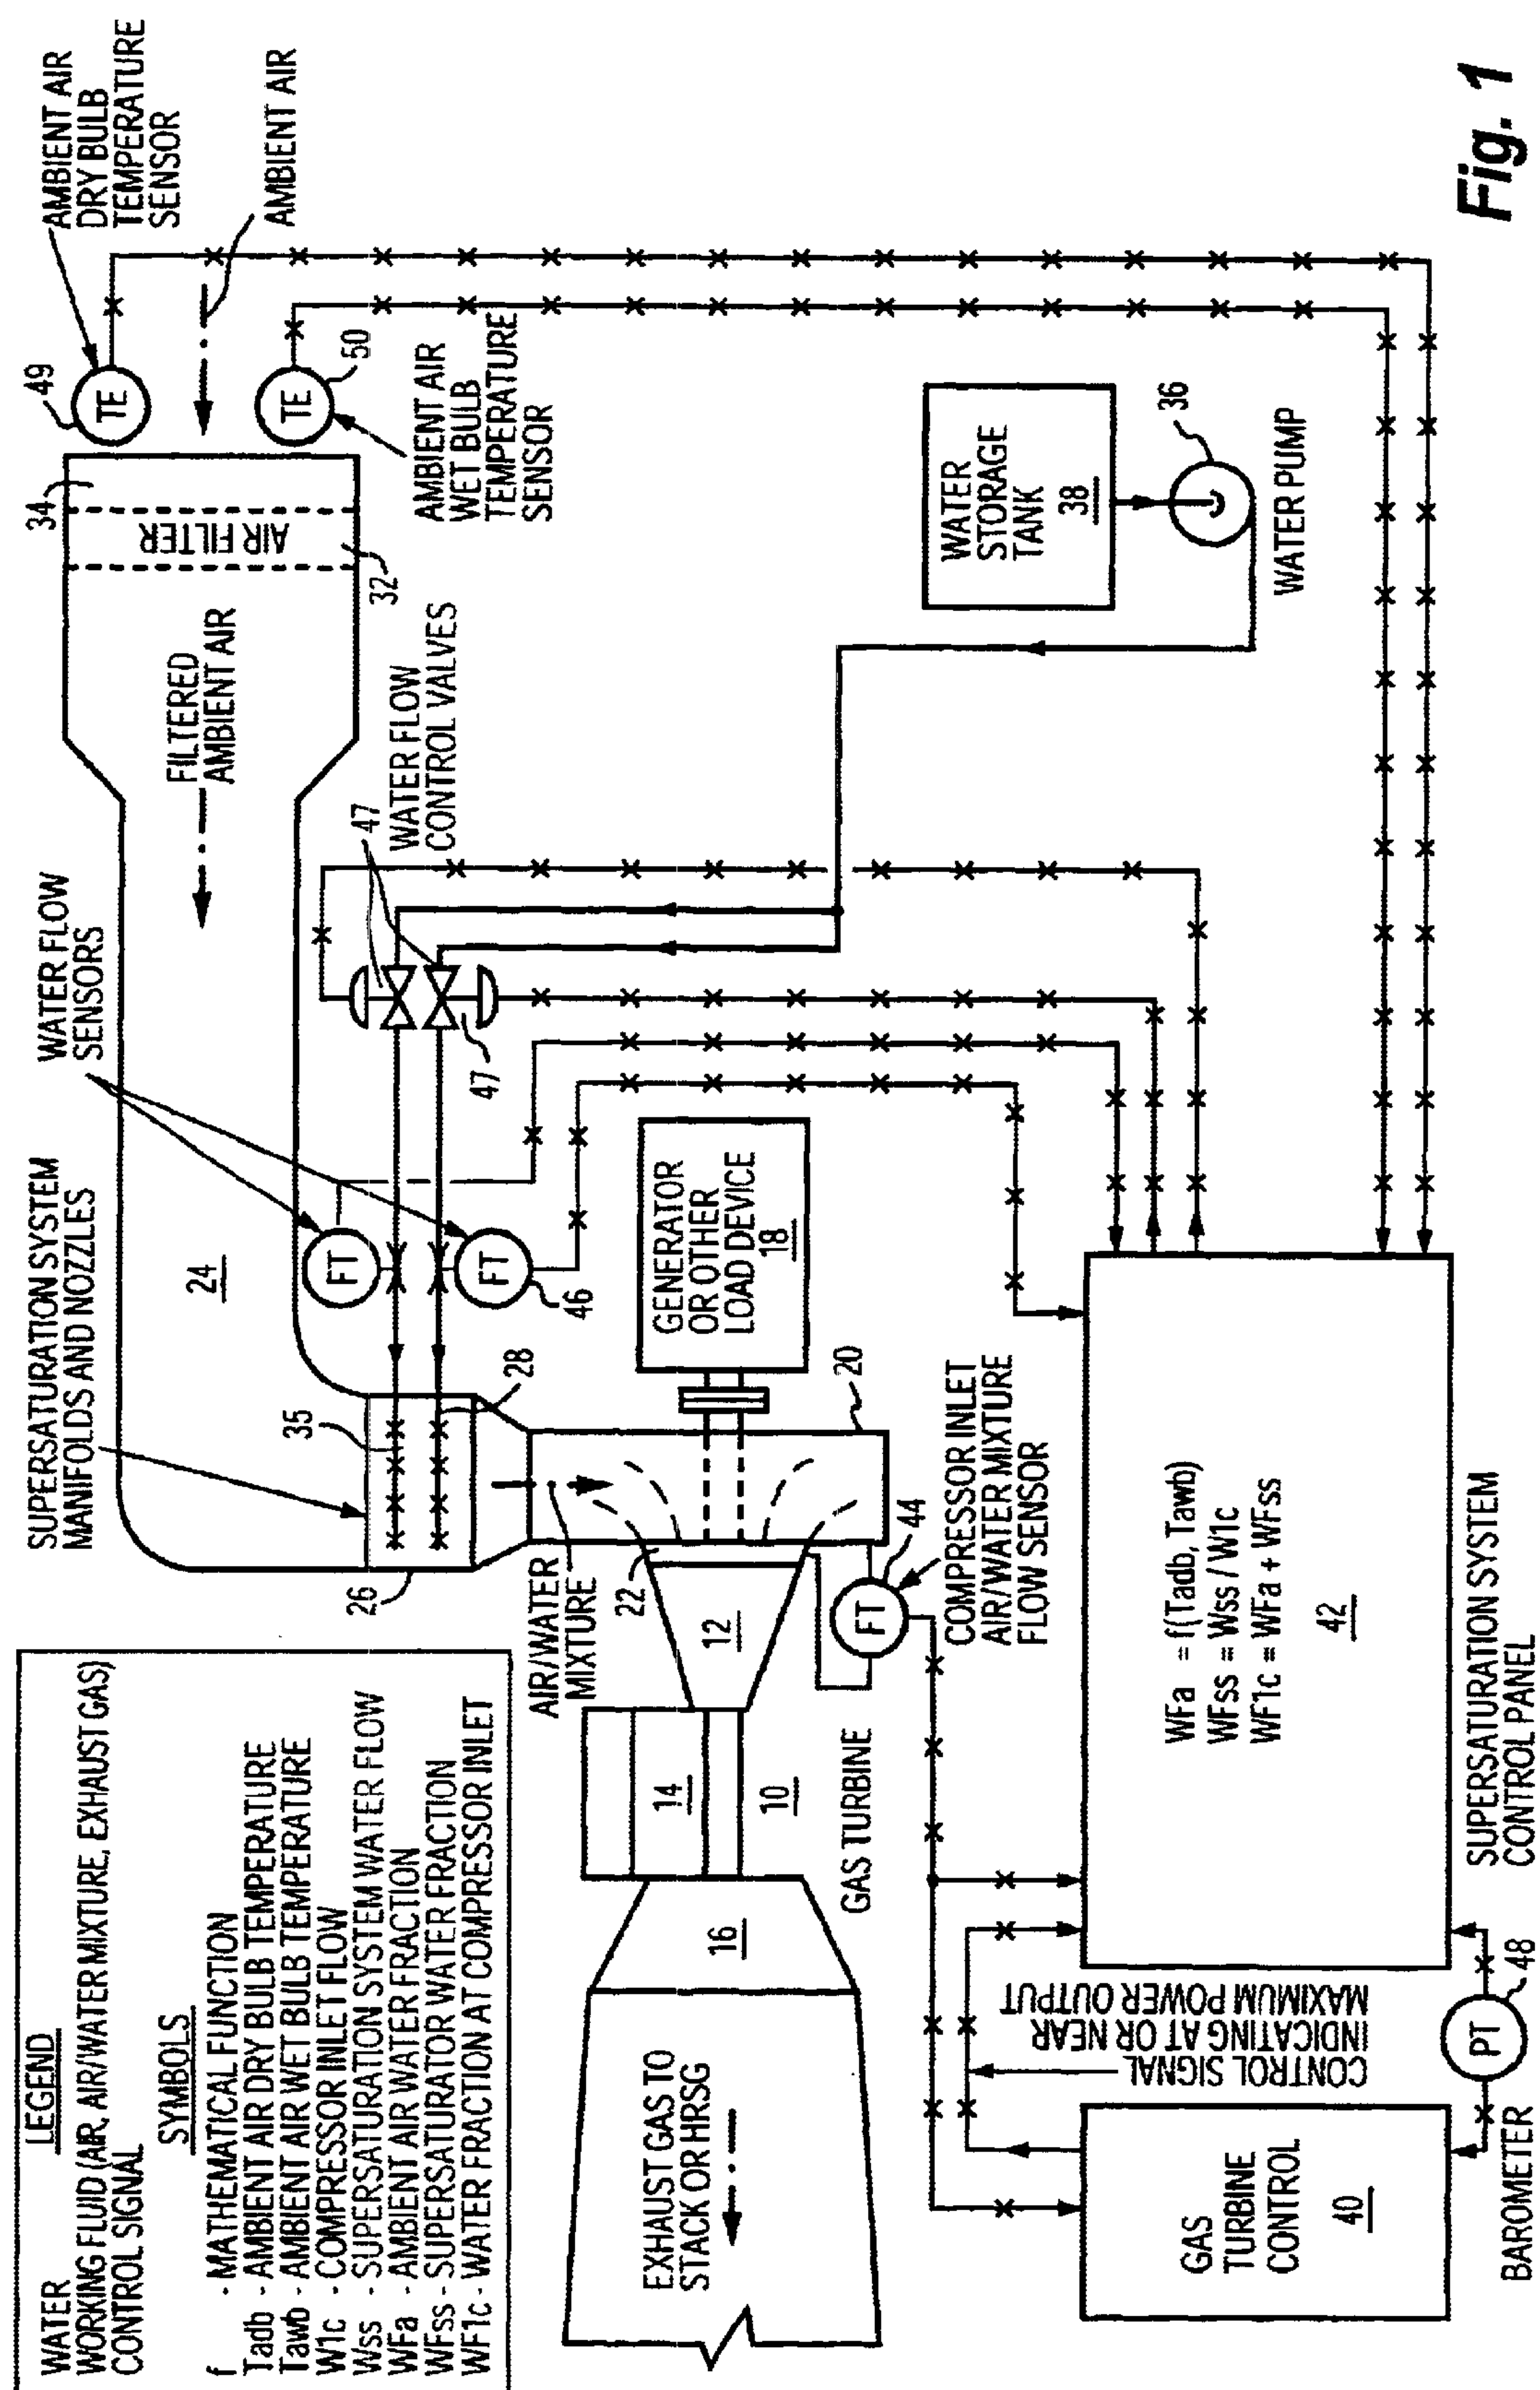 LEGEND
WATER
WORKING FLUID (AIR, AIR/WATER MIXTURE, EXHAUST GAS)
CONTROL SIGNAL
SYMBOLS
f - MATHEMATICAL FUNCTION
Tadb - AMBIENT AIR DRY BULB TEMPERATURE
Tawb - AMBIENT AIR WET BULB TEMPERATURE
W1c - COMPRESSOR INLET FLOW
Wss - SUPERSATURATION SYSTEM WATER FLOW
WFa - AMBIENT AIR WATER FRACTION
WFss - SUPERSATURATOR WATER FRACTION
WF1c - WATER FRACTION AT COMPRESSOR INLET
SUPERSATURATION SYSTEM
MANIFOLDS AND NOZZLES
WATER FLOW
SENSORS
24
FILTERED
AMBIENT AIR
AIR FILTER
34
32
49
TE
AMBIENT AIR
DRY BULB
TEMPERATURE
SENSOR
AMBIENT AIR
TE
50
AMBIENT AIR
WET BULB
TEMPERATURE
SENSOR
26
35
28
FT
FT
46
47
47
WATER FLOW
CONTROL VALVES
AIR/WATER
MIXTURE
22
20
GENERATOR
OR OTHER
LOAD DEVICE
18
WATER
STORAGE
TANK
38
36
WATER PUMP
EXHAUST GAS TO
STACK OR HRSG
16
14
10
12
GAS TURBINE
FT
44
COMPRESSOR INLET
AIR/WATER MIXTURE
FLOW SENSOR
GAS
TURBINE
CONTROL
40
CONTROL SIGNAL
INDICATING AT OR NEAR
MAXIMUM POWER OUTPUT
BAROMETER
PT
48
WFa = f(Tadb, Tawb)
WFss = Wss / W1c
WF1c = WFa + WFss
42
SUPERSATURATION SYSTEM
CONTROL PANEL
Fig. 1